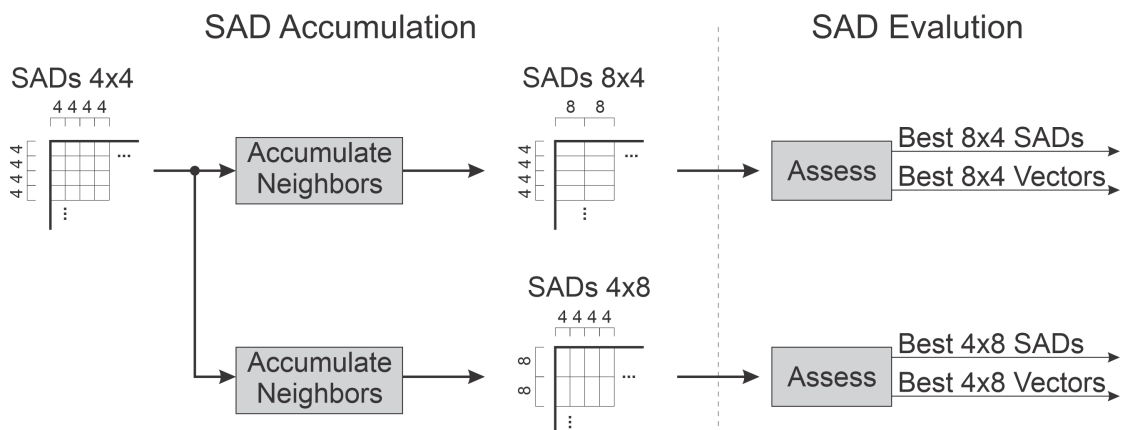 SAD Accumulation
SAD Evalution
SADs 4x4
4 4 4 4
4 4 4 4
...
...
Accumulate
Neighbors
SADs 8x4
8 8
4 4 4 4
...
...
Assess
Best 8x4 SADs
Best 8x4 Vectors
Accumulate
Neighbors
SADs 4x8
4 4 4 4
8 8
...
...
Assess
Best 4x8 SADs
Best 4x8 Vectors